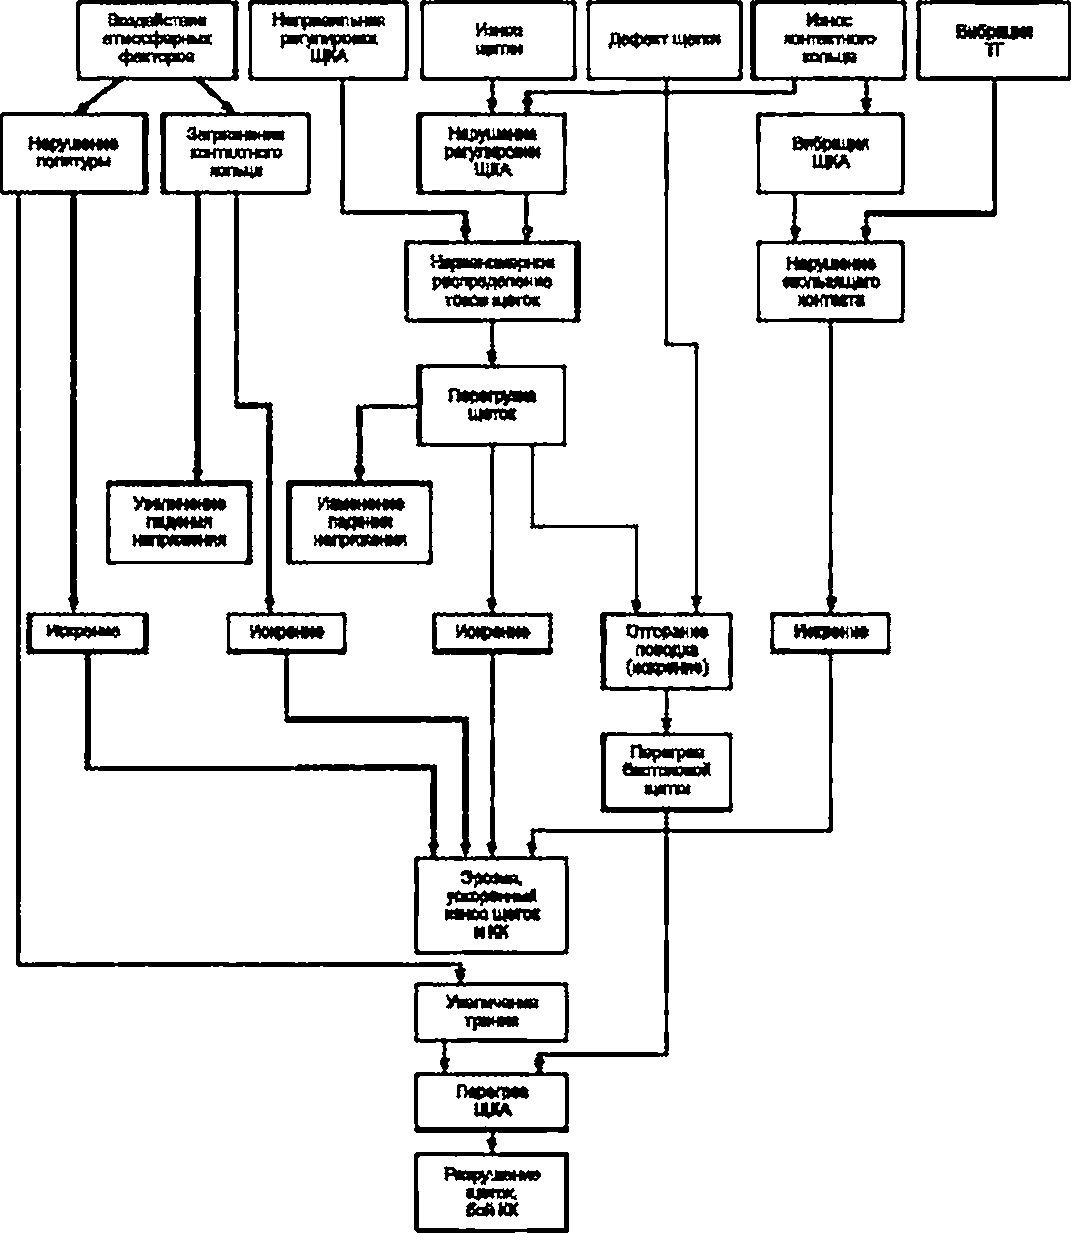 Воздействие
атмосферных
факторов
Неправильная
регулировка
ЩКА
Износ
щетки
Дефект щетки
Износ
контактного
кольца
Вибрация
ТГ
Нарушение
политуры
Загрязнение
контактного
кольца
Нарушение
регулировки
ЩКА
Вибрация
ЩКА
Неравномерное
распределение
токов щеток
Нарушение
скользящего
контакта
Перегрузка
щеток
Увеличение
падения
напряжения
Изменение
падения
напряжения
Искрение
Искрение
Искрение
Отгорание
поводка
(искрение)
Искрение
Перегрев
бестоковой
щетки
Эрозия,
ускоренный
износ щеток
и КК
Увеличение
трения
Перегрев
ЩКА
Разрушение
щеток,
бой КК